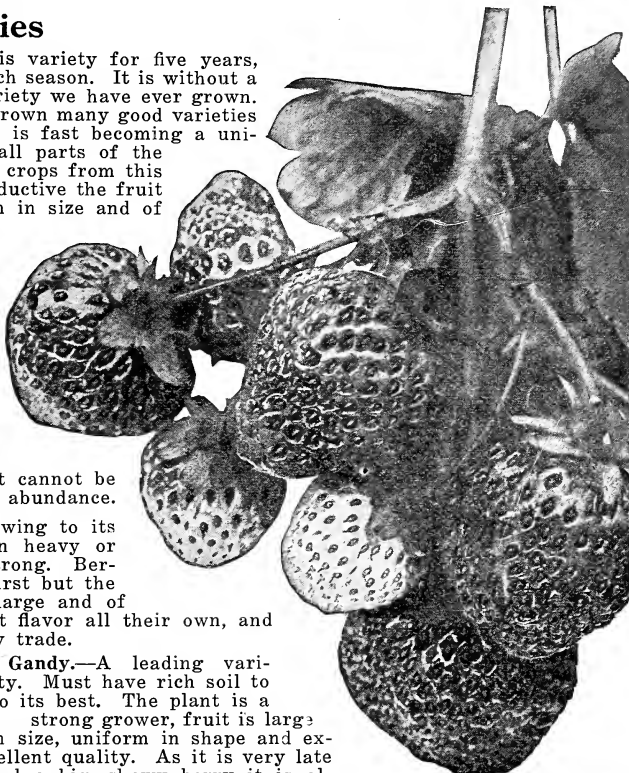 ies
is variety for five years,
ch season. It is without a
riety we have ever grown.
rown many good varieties
is fast becoming a uni-
all parts of the
crops from this
ductive the fruit
n in size and of
t cannot be
abundance.
wing to its
n heavy or
rong. Ber-
irst but the
arge and of
t flavor all their own, and
y trade.
Gandy.—A leading vari-
ty. Must have rich soil to
o its best. The plant is a
strong grower, fruit is large
n size, uniform in shape and ex-
ellent quality. As it is very late